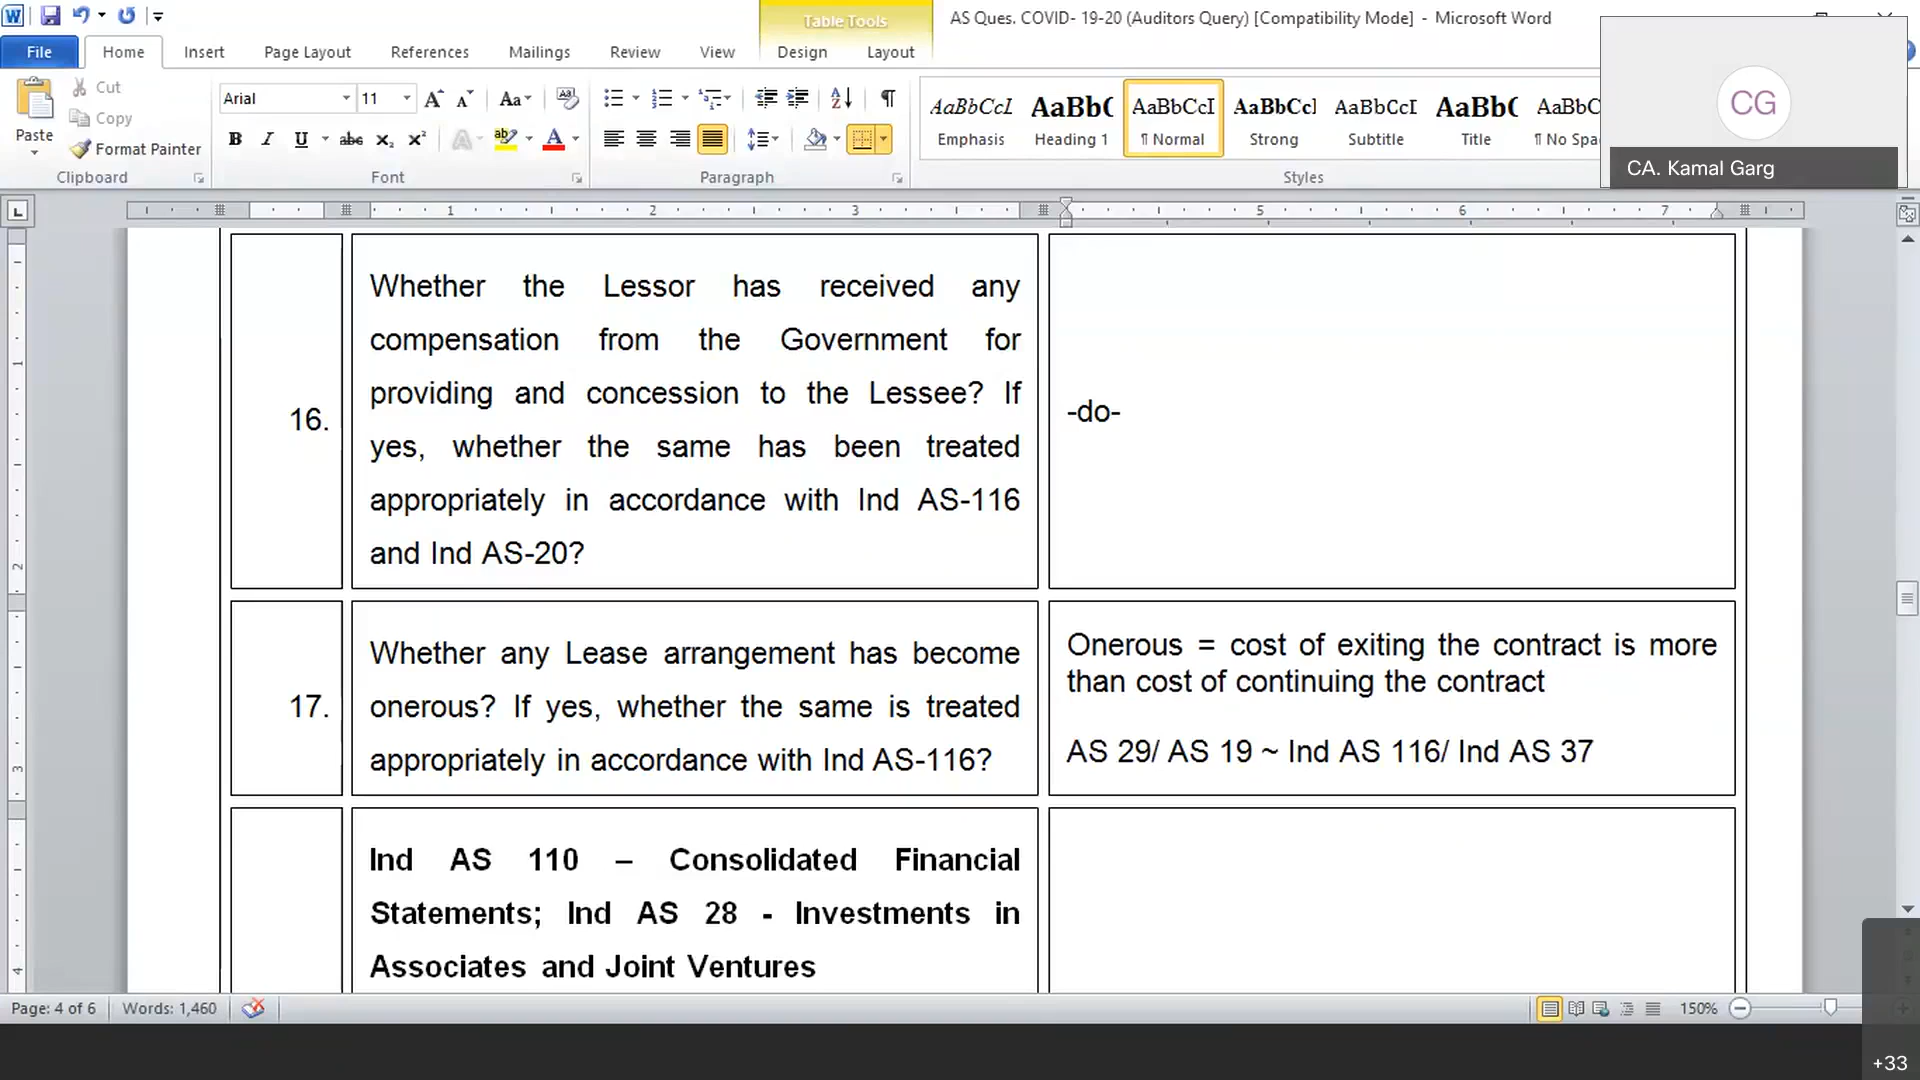 Table Tools
AS Ques. COVID- 19-20 (Auditors Query) [Compatibility Mode] - Microsoft Word
File Home Insert Page Layout References Mailings Review View Design Layout
Cut
Copy
Paste
Format Painter
Arial 11
AaBbCcI AaBbC AaBbCcI AaBbCcl AaBbCcI AaBbC AaBbC
Emphasis Heading 1 ¶ Normal Strong Subtitle Title ¶ No Spa
Clipboard Font Paragraph Styles
CG
CA. Kamal Garg
1 2 3 5 6 7
16.
Whether the Lessor has received any
compensation from the Government for
providing and concession to the Lessee? If
yes, whether the same has been treated
appropriately in accordance with Ind AS-116
and Ind AS-20?
-do-
17.
Whether any Lease arrangement has become
onerous? If yes, whether the same is treated
appropriately in accordance with Ind AS-116?
Onerous = cost of exiting the contract is more
than cost of continuing the contract
AS 29/ AS 19 ~ Ind AS 116/ Ind AS 37
Ind AS 110 – Consolidated Financial
Statements; Ind AS 28 - Investments in
Associates and Joint Ventures
Page: 4 of 6 Words: 1,460 150%
+33